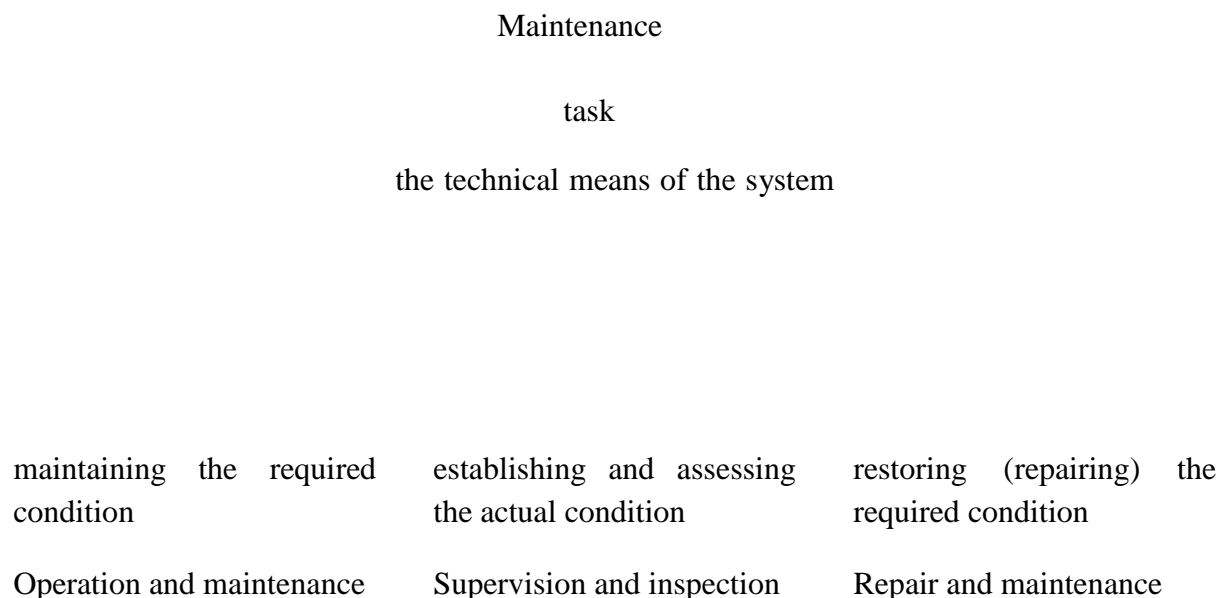 Maintenance
task
the technical means of the system
maintaining the required
condition
establishing and assessing
the actual condition
restoring (repairing) the
required condition
Operation and maintenance
Supervision and inspection
Repair and maintenance